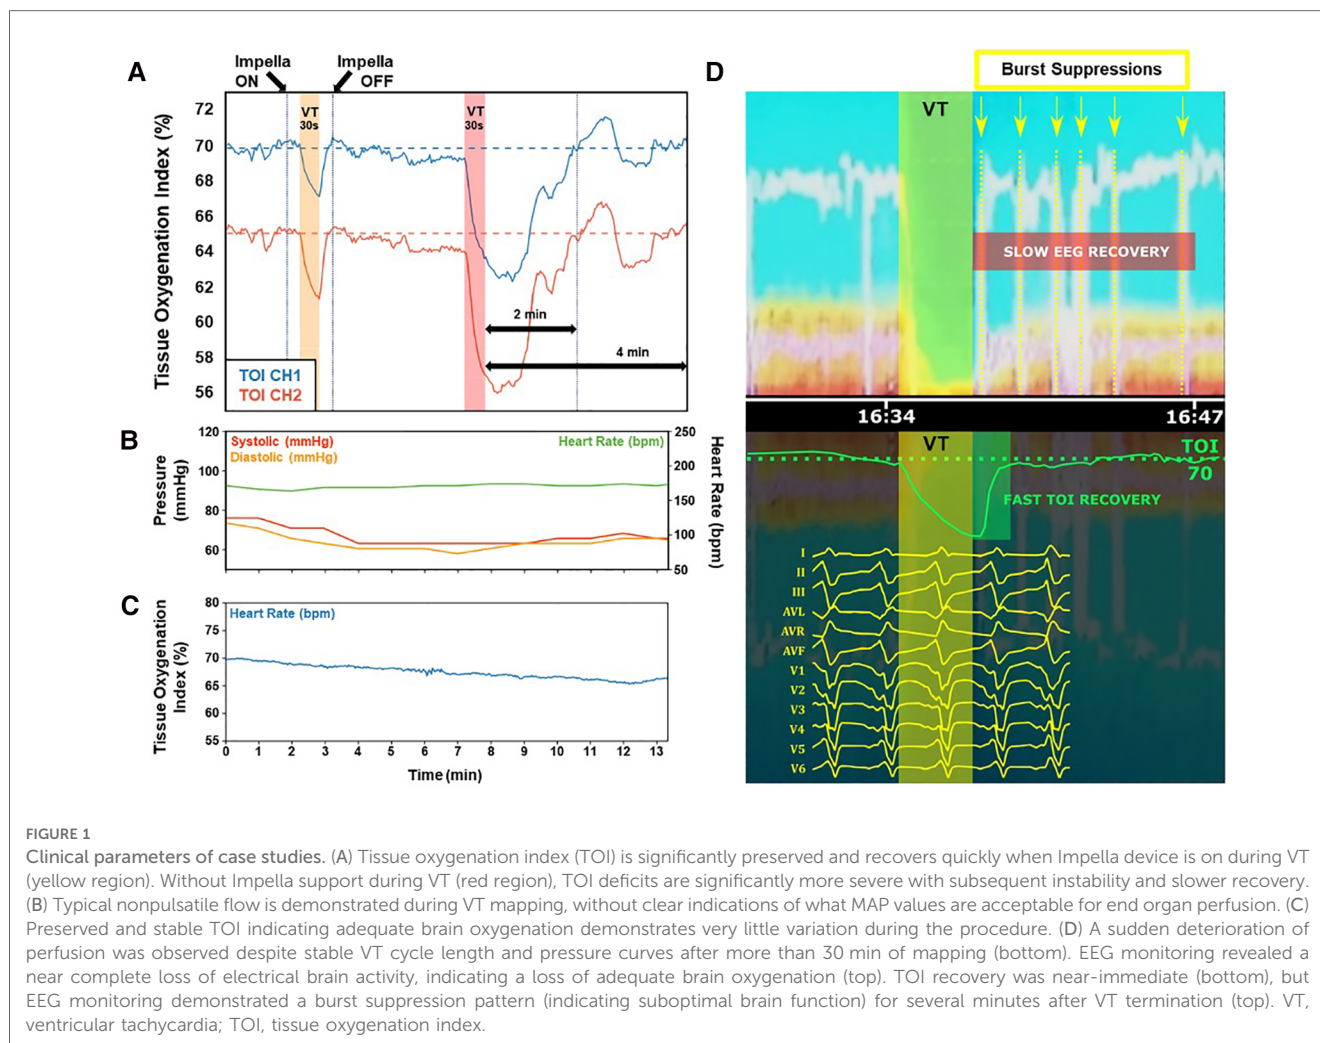 A
Impella
ON
Impella
OFF
VT
30s
VT
30s
Tissue Oxygenation Index (%)
72
70
68
66
64
62
60
58
56
2 min
4 min
TOI CH1
TOI CH2
B
120
100
80
60
Pressure
(mmHg)
Systolic (mmHg)
Diastolic (mmHg)
Heart Rate (bpm)
250
200
150
100
50
Heart Rate (bpm)
C
80
75
70
65
60
55
Tissue Oxygenation
Index (%)
Heart Rate (bpm)
0 1 2 3 4 5 6 7 8 9 10 11 12 13
Time (min)
D
Burst Suppressions
VT
SLOW EEG RECOVERY
16:34
16:47
VT
TOI
70
FAST TOI RECOVERY
I
II
III
AVL
AVR
AVF
V1
V2
V3
V4
V5
V6
FIGURE 1
Clinical parameters of case studies. (A) Tissue oxygenation index (TOI) is significantly preserved and recovers quickly when Impella device is on during VT
(yellow region). Without Impella support during VT (red region), TOI deficits are significantly more severe with subsequent instability and slower recovery.
(B) Typical nonpulsatile flow is demonstrated during VT mapping, without clear indications of what MAP values are acceptable for end organ perfusion. (C)
Preserved and stable TOI indicating adequate brain oxygenation demonstrates very little variation during the procedure. (D) A sudden deterioration of
perfusion was observed despite stable VT cycle length and pressure curves after more than 30 min of mapping (bottom). EEG monitoring revealed a
near complete loss of electrical brain activity, indicating a loss of adequate brain oxygenation (top). TOI recovery was near-immediate (bottom), but
EEG monitoring demonstrated a burst suppression pattern (indicating suboptimal brain function) for several minutes after VT termination (top). VT,
ventricular tachycardia; TOI, tissue oxygenation index.